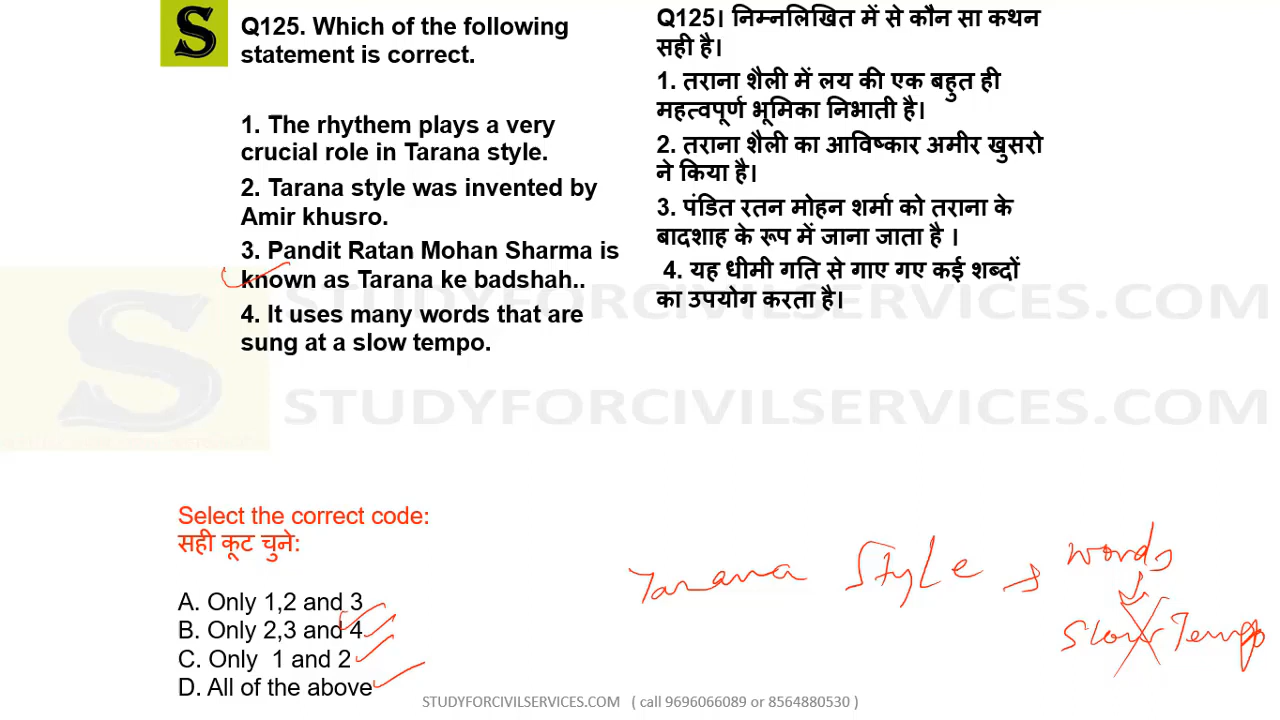 S
Q125. Which of the following
statement is correct.
1. The rhythem plays a very
crucial role in Tarana style.
2. Tarana style was invented by
Amir khusro.
3. Pandit Ratan Mohan Sharma is
known as Tarana ke badshah..
4. It uses many words that are
sung at a slow tempo.
Q125। निम्नलिखित में से कौन सा कथन
सही है।
1. तराना शैली में लय की एक बहुत ही
महत्वपूर्ण भूमिका निभाती है।
2. तराना शैली का आविष्कार अमीर खुसरो
ने किया है।
3. पंडित रतन मोहन शर्मा को तराना के
बादशाह के रूप में जाना जाता है ।
4. यह धीमी गति से गाए गए कई शब्दों
का उपयोग करता है।
S
STUDYFORCIVILSERVICES.COM
STUDYFORCIVILSERVICES.COM
Select the correct code:
सही कूट चुने:
A. Only 1,2 and 3
B. Only 2,3 and 4
C. Only 1 and 2
D. All of the above
Tarana Style → words
Slow Tempo
STUDYFORCIVILSERVICES.COM ( call 9696066089 or 8564880530 )